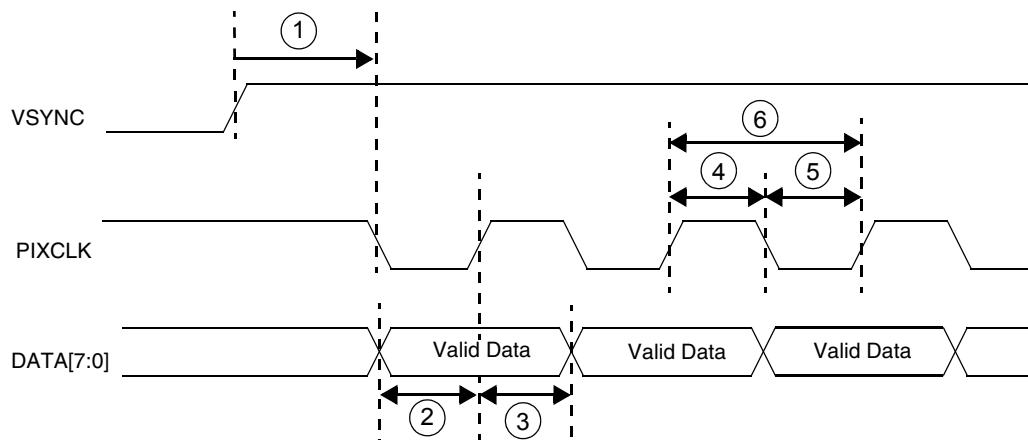 1
VSYNC
6
4 5
PIXCLK
DATA[7:0] Valid Data Valid Data Valid Data
2 3